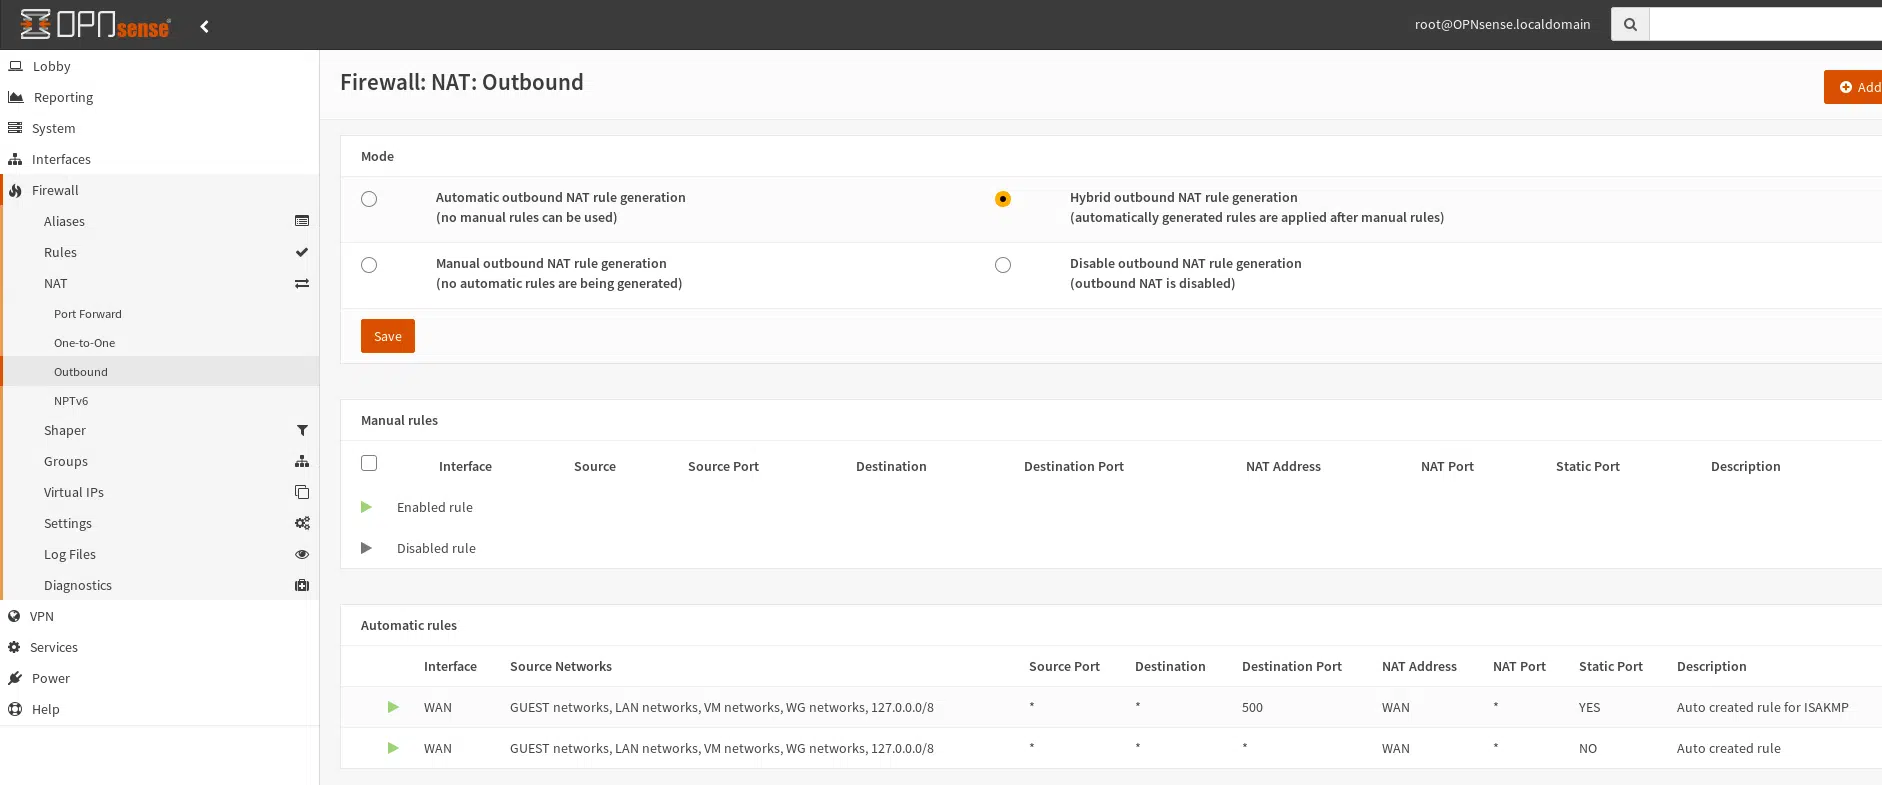 OPNsense
root@OPNsense.localdomain
Lobby
Reporting
System
Interfaces
Firewall
Aliases
Rules
NAT
Port Forward
One-to-One
Outbound
NPTv6
Shaper
Groups
Virtual IPs
Settings
Log Files
Diagnostics
VPN
Services
Power
Help
Firewall: NAT: Outbound
Add
Mode
Automatic outbound NAT rule generation
(no manual rules can be used)
Hybrid outbound NAT rule generation
(automatically generated rules are applied after manual rules)
Manual outbound NAT rule generation
(no automatic rules are being generated)
Disable outbound NAT rule generation
(outbound NAT is disabled)
Save
Manual rules
Interface Source Source Port Destination Destination Port NAT Address NAT Port Static Port Description
Enabled rule
Disabled rule
Automatic rules
Interface Source Networks Source Port Destination Destination Port NAT Address NAT Port Static Port Description
WAN GUEST networks, LAN networks, VM networks, WG networks, 127.0.0.0/8 * * 500 WAN * YES Auto created rule for ISAKMP
WAN GUEST networks, LAN networks, VM networks, WG networks, 127.0.0.0/8 * * * WAN * NO Auto created rule